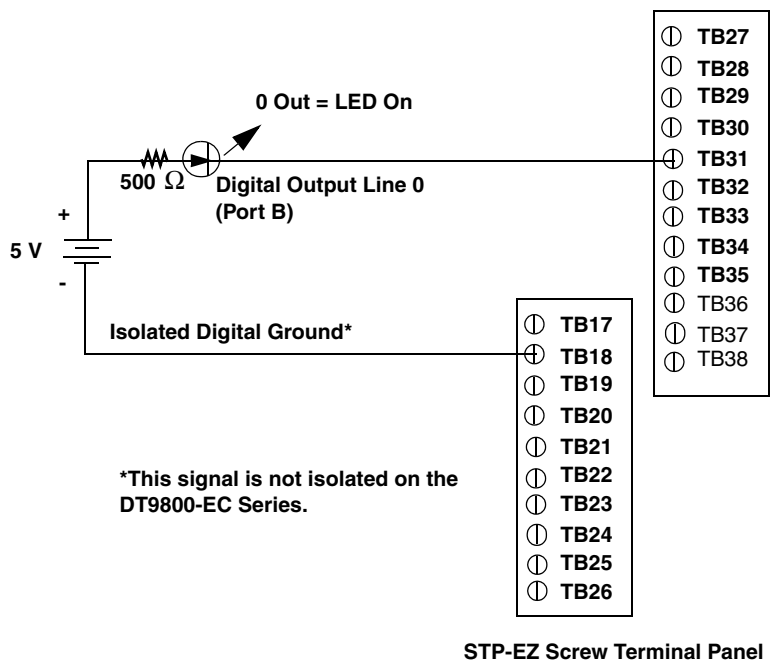 0 Out = LED On
500 Ω
Digital Output Line 0
(Port B)
+
5 V
-
Isolated Digital Ground*
*This signal is not isolated on the
DT9800-EC Series.
TB27
TB28
TB29
TB30
TB31
TB32
TB33
TB34
TB35
TB36
TB37
TB38
TB17
TB18
TB19
TB20
TB21
TB22
TB23
TB24
TB25
TB26
STP-EZ Screw Terminal Panel